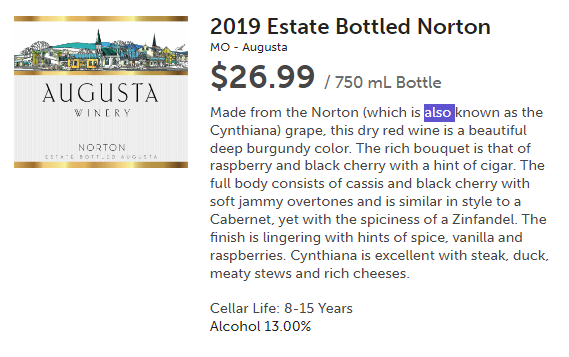 2019 Estate Bottled Norton
MO - Augusta
$26.99 / 750 mL Bottle
AUGUSTA
WINERY
NORTON
ESTATE BOTTLED AUGUSTA
Made from the Norton (which is also known as the
Cynthiana) grape, this dry red wine is a beautiful
deep burgundy color. The rich bouquet is that of
raspberry and black cherry with a hint of cigar. The
full body consists of cassis and black cherry with
soft jammy overtones and is similar in style to a
Cabernet, yet with the spiciness of a Zinfandel. The
finish is lingering with hints of spice, vanilla and
raspberries. Cynthiana is excellent with steak, duck,
meaty stews and rich cheeses.
Cellar Life: 8-15 Years
Alcohol 13.00%